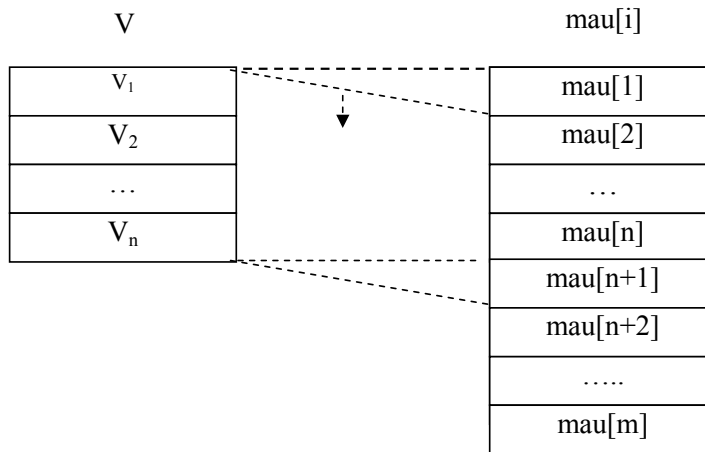 V
mau[i]
V₁
mau[1]
V₂
mau[2]
…
…
Vₙ
mau[n]
mau[n+1]
mau[n+2]
…..
mau[m]